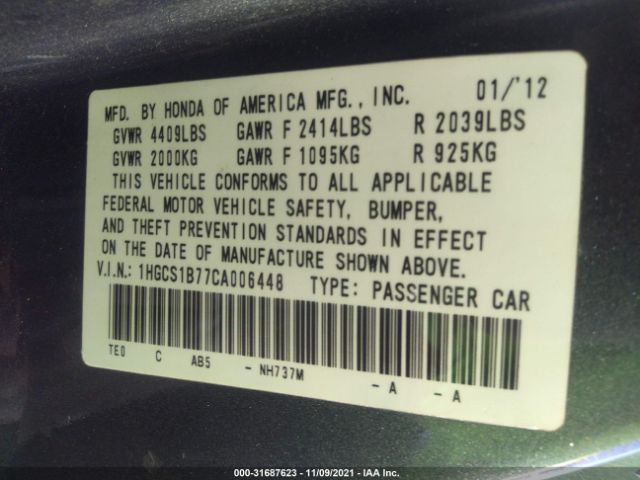 MFD. BY HONDA OF AMERICA MFG., INC. 01/'12
GVWR 4409LBS GAWR F 2414LBS R 2039LBS
GVWR 2000KG GAWR F 1095KG R 925KG
THIS VEHICLE CONFORMS TO ALL APPLICABLE
FEDERAL MOTOR VEHICLE SAFETY, BUMPER,
AND THEFT PREVENTION STANDARDS IN EFFECT
ON THE DATE OF MANUFACTURE SHOWN ABOVE.
V.I.N.: 1HGCS1B77CA006448 TYPE: PASSENGER CAR
TE0 C AB5 - NH737M - A - A
000-31687623 - 11/09/2021 - IAA Inc.